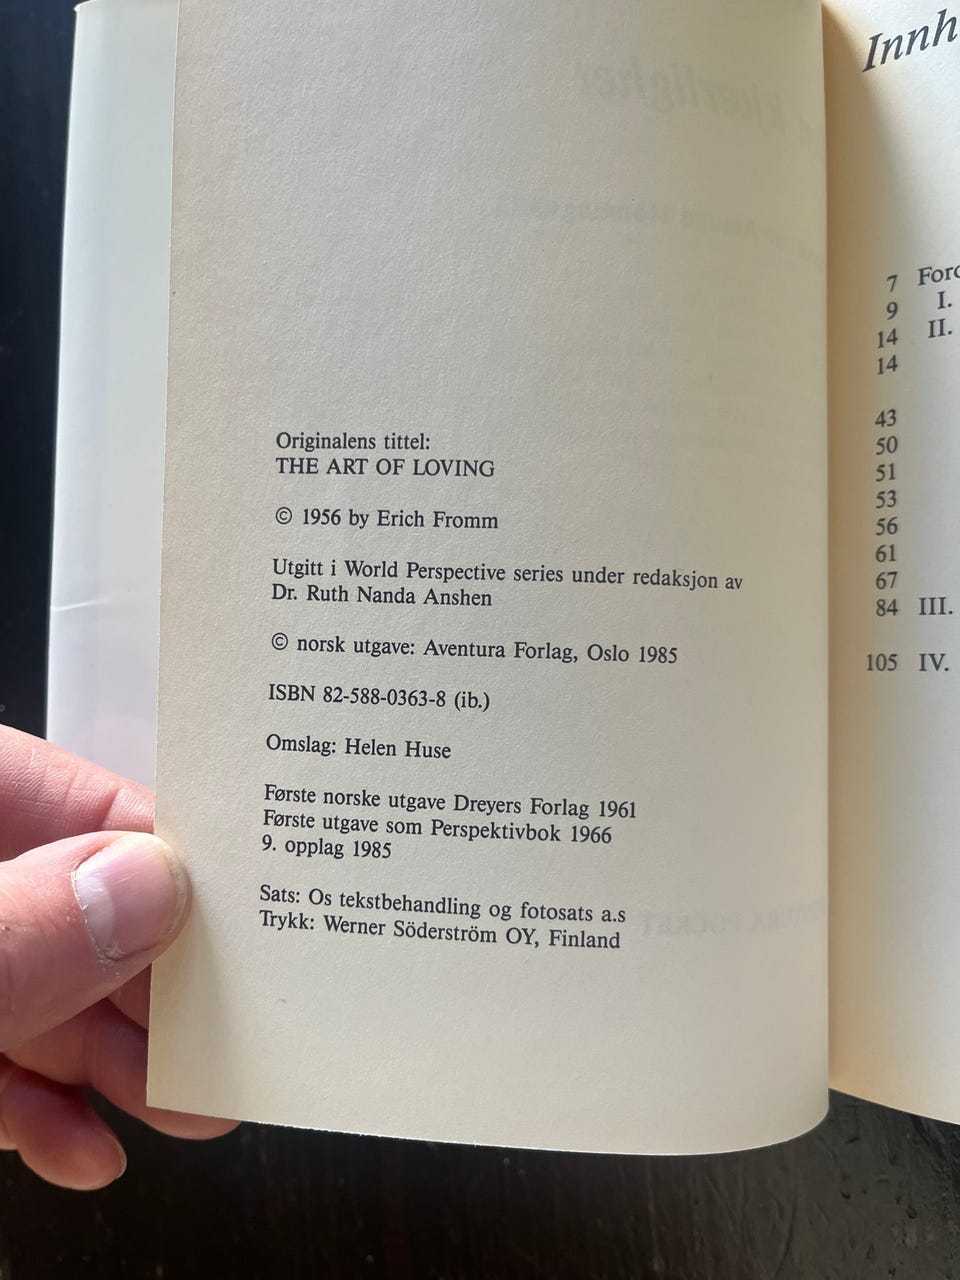 Originalens tittel:
THE ART OF LOVING
© 1956 by Erich Fromm
Utgitt i World Perspective series under redaksjon av
Dr. Ruth Nanda Anshen
© norsk utgave: Aventura Forlag, Oslo 1985
ISBN 82-588-0363-8 (ib.)
Omslag: Helen Huse
Første norske utgave Dreyers Forlag 1961
Første utgave som Perspektivbok 1966
9. opplag 1985
Sats: Os tekstbehandling og fotosats a.s
Trykk: Werner Söderström OY, Finland
7
9 I.
14 II.
14
43
50
51
53
56
61
67
84 III.
105 IV.